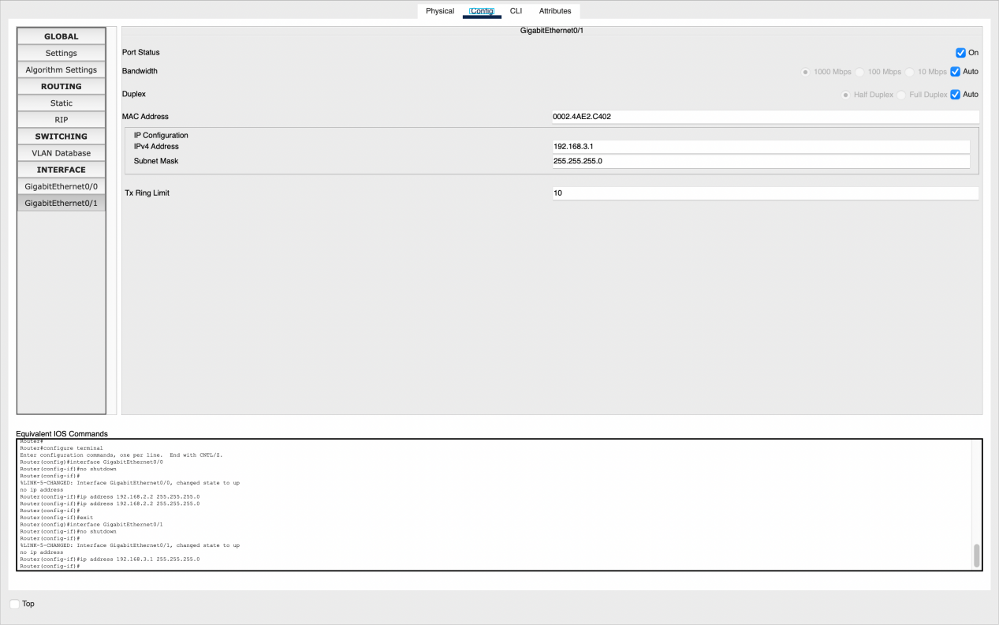 Physical Config CLI Attributes
GLOBAL
Settings
Algorithm Settings
ROUTING
Static
RIP
SWITCHING
VLAN Database
INTERFACE
GigabitEthernet0/0
GigabitEthernet0/1
GigabitEthernet0/1
Port Status On
Bandwidth 1000 Mbps 100 Mbps 10 Mbps Auto
Duplex Half Duplex Full Duplex Auto
MAC Address 0002.4AE2.C402
IP Configuration
IPv4 Address 192.168.3.1
Subnet Mask 255.255.255.0
Tx Ring Limit 10
Equivalent IOS Commands
Router#
Router#configure terminal
Enter configuration commands, one per line. End with CNTL/Z.
Router(config)#interface GigabitEthernet0/0
Router(config-if)#no shutdown
Router(config-if)#
%LINK-5-CHANGED: Interface GigabitEthernet0/0, changed state to up
no ip address
Router(config-if)#ip address 192.168.2.2 255.255.255.0
Router(config-if)#ip address 192.168.2.2 255.255.255.0
Router(config-if)#
Router(config-if)#exit
Router(config)#interface GigabitEthernet0/1
Router(config-if)#no shutdown
Router(config-if)#
%LINK-5-CHANGED: Interface GigabitEthernet0/1, changed state to up
no ip address
Router(config-if)#ip address 192.168.3.1 255.255.255.0
Router(config-if)#
Top